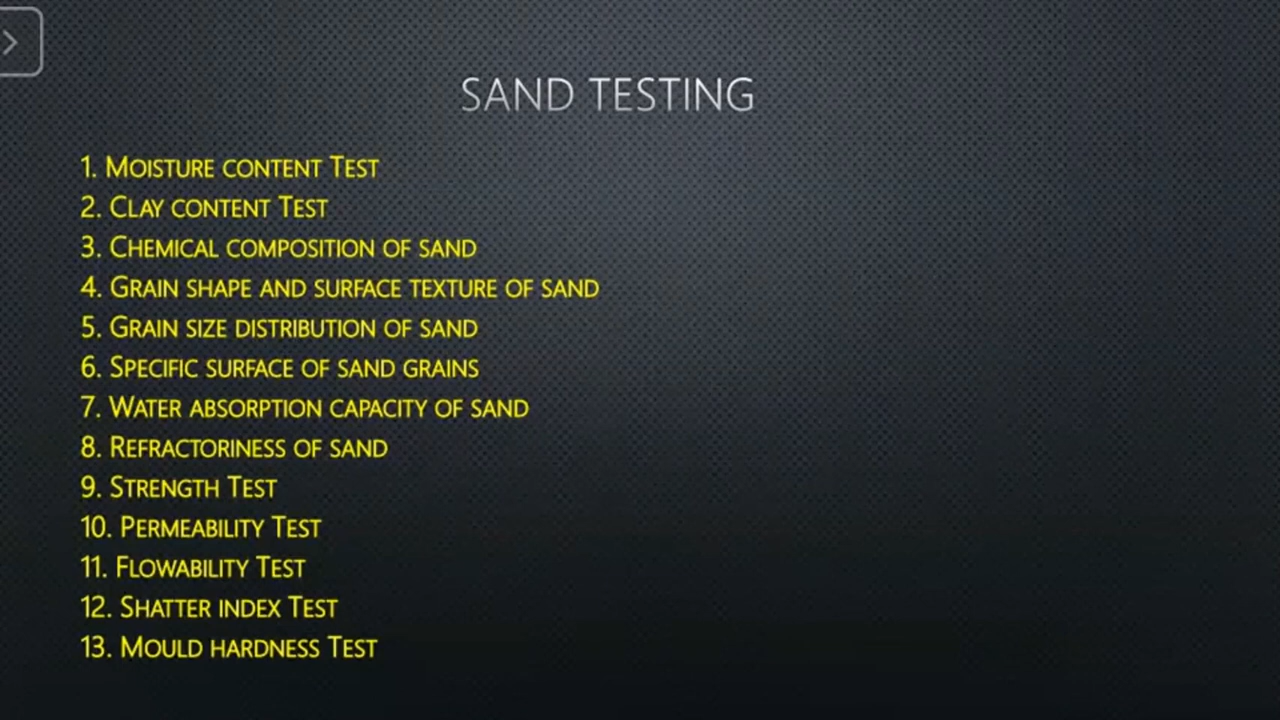 SAND TESTING
1. MOISTURE CONTENT TEST
2. CLAY CONTENT TEST
3. CHEMICAL COMPOSITION OF SAND
4. GRAIN SHAPE AND SURFACE TEXTURE OF SAND
5. GRAIN SIZE DISTRIBUTION OF SAND
6. SPECIFIC SURFACE OF SAND GRAINS
7. WATER ABSORPTION CAPACITY OF SAND
8. REFRACTORINESS OF SAND
9. STRENGTH TEST
10. PERMEABILITY TEST
11. FLOWABILITY TEST
12. SHATTER INDEX TEST
13. MOULD HARDNESS TEST